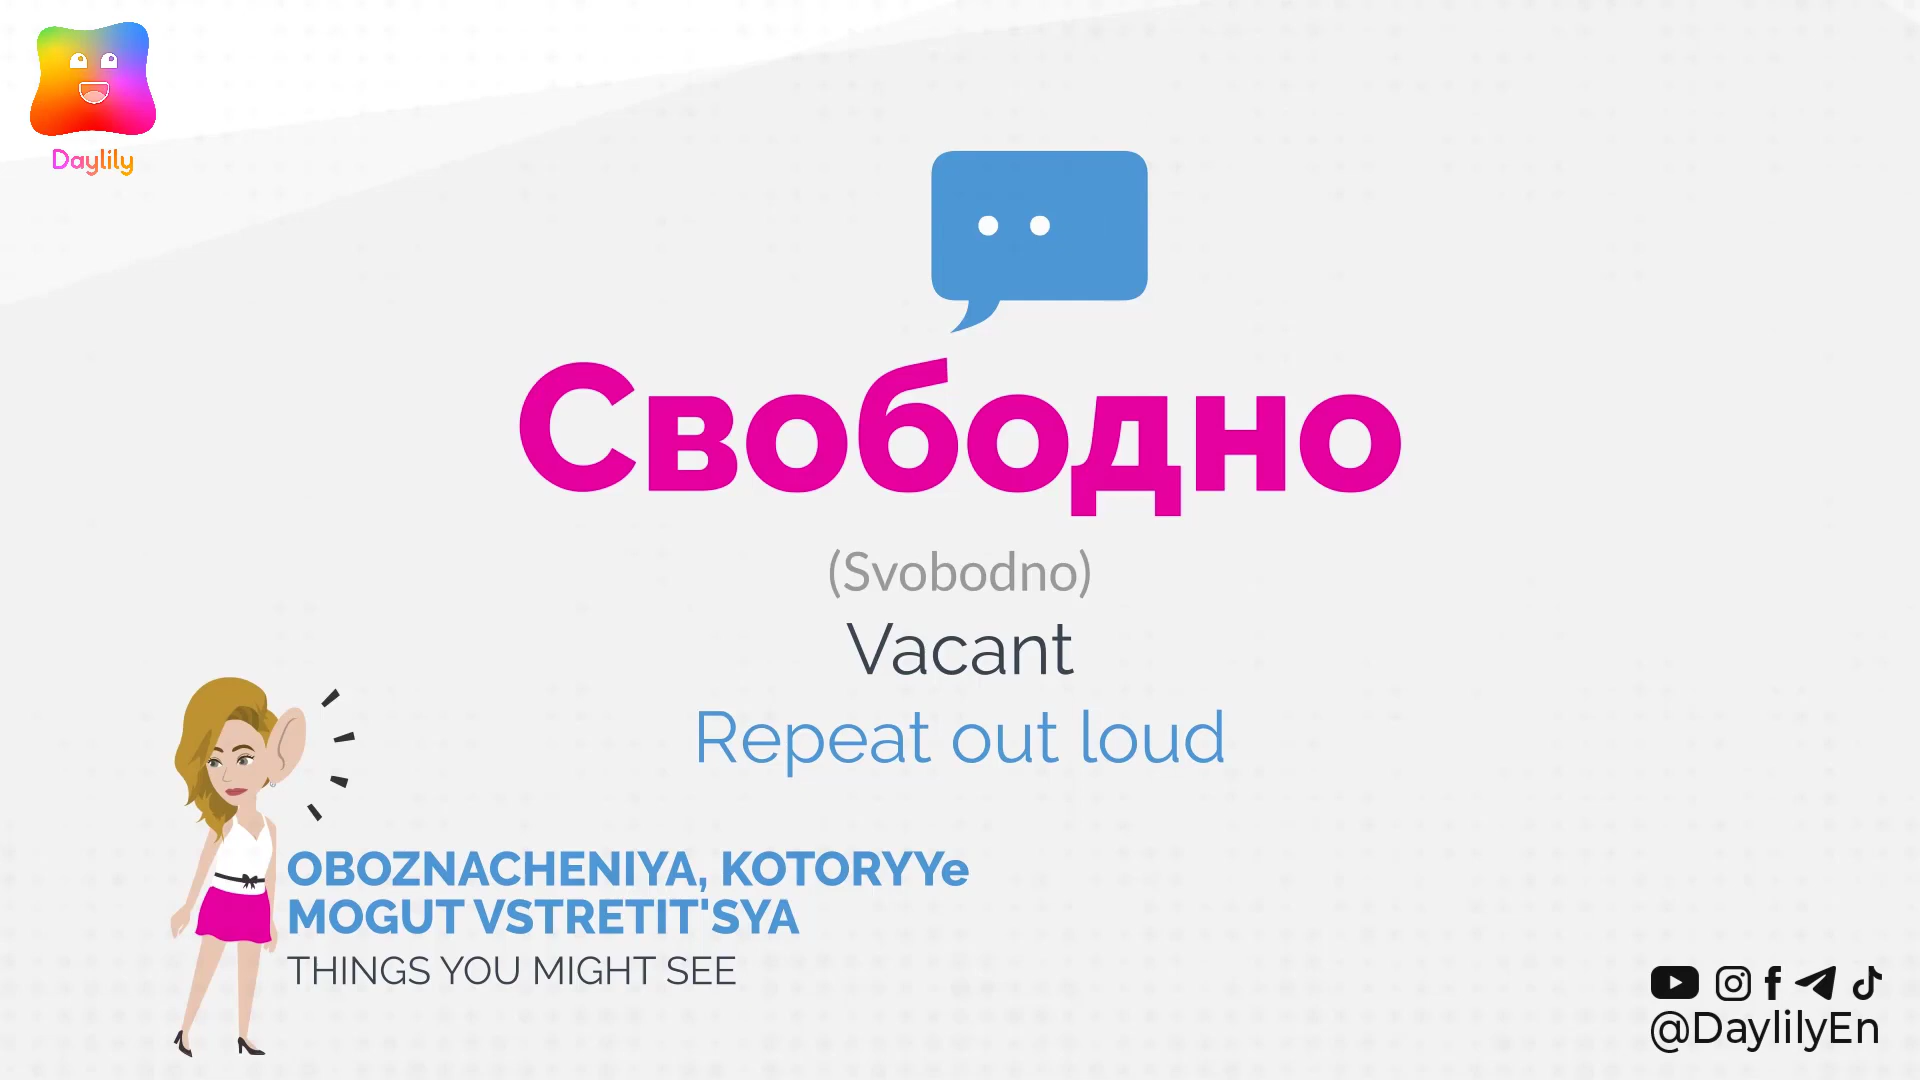 Daylily
Свободно
(Svobodno)
Vacant
Repeat out loud
OBOZNACHENIYA, KOTORYYe
MOGUT VSTRETIT'SYA
THINGS YOU MIGHT SEE
@DaylilyEn